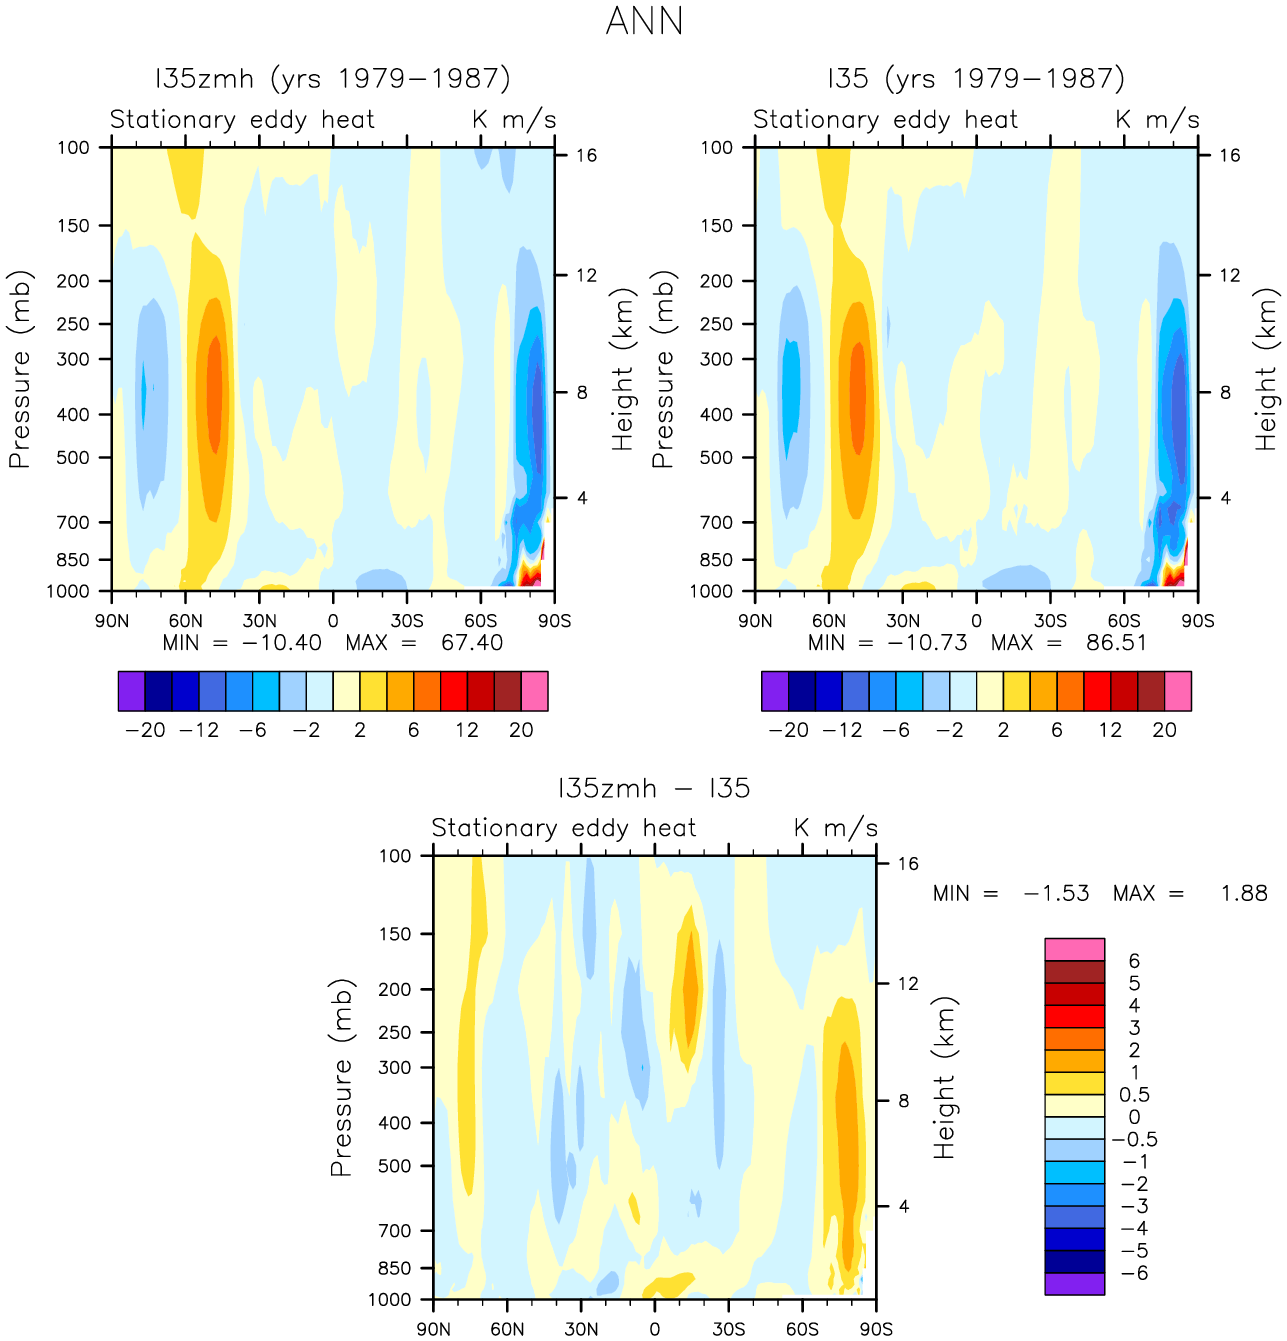 ANN
I35zmh (yrs 1979−1987)
Stationary eddy heat K m/s
100
150
200
250
300
400
500
700
850
1000
Pressure (mb)
16
12
8
4
Height (km)
90N 60N 30N 0 30S 60S 90S
MIN = −10.40 MAX = 67.40
−20 −12 −6 −2 2 6 12 20
I35 (yrs 1979−1987)
Stationary eddy heat K m/s
100
150
200
250
300
400
500
700
850
1000
Pressure (mb)
16
12
8
4
Height (km)
90N 60N 30N 0 30S 60S 90S
MIN = −10.73 MAX = 86.51
−20 −12 −6 −2 2 6 12 20
I35zmh − I35
Stationary eddy heat K m/s
100
150
200
250
300
400
500
700
850
1000
Pressure (mb)
16
12
8
4
Height (km)
90N 60N 30N 0 30S 60S 90S
MIN = −1.53 MAX = 1.88
6
5
4
3
2
1
0.5
0
−0.5
−1
−2
−3
−4
−5
−6